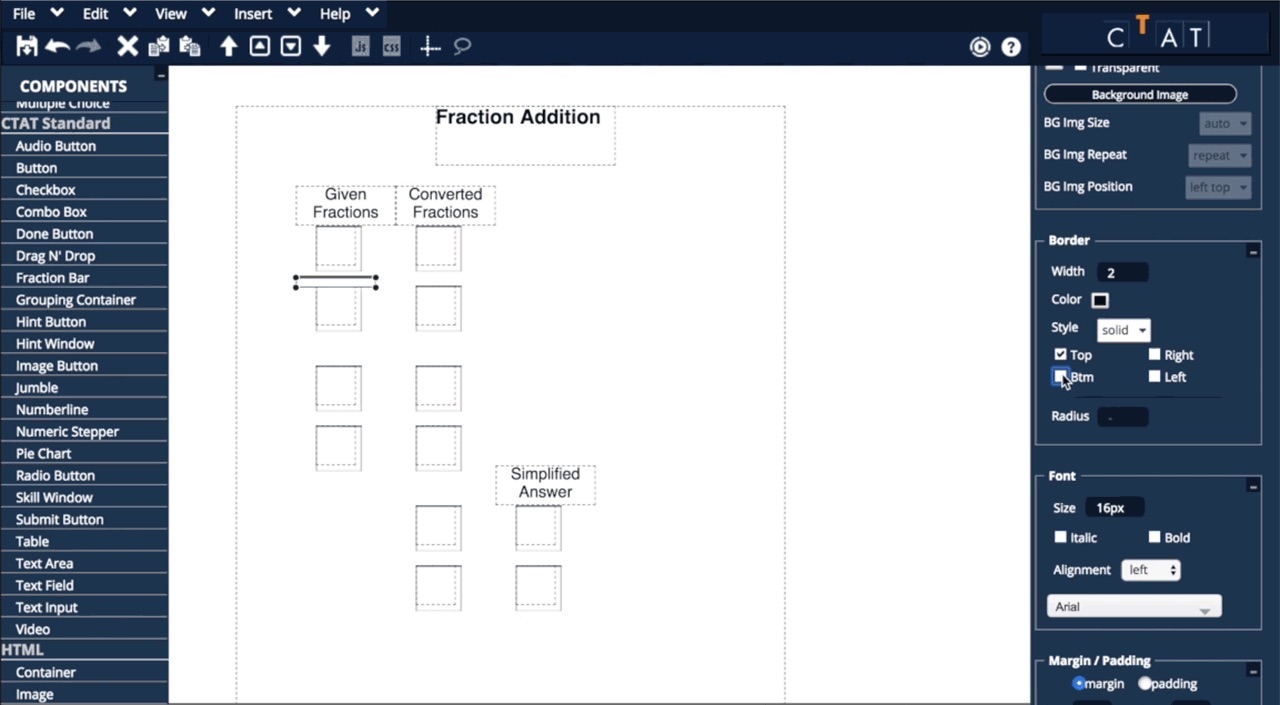 File Edit View Insert Help
.js css ?
CTAT
COMPONENTS
Multiple Choice
CTAT Standard
Audio Button
Button
Checkbox
Combo Box
Done Button
Drag N' Drop
Fraction Bar
Grouping Container
Hint Button
Hint Window
Image Button
Jumble
Numberline
Numeric Stepper
Pie Chart
Radio Button
Skill Window
Submit Button
Table
Text Area
Text Field
Text Input
Video
HTML
Container
Image
Fraction Addition
Given
Fractions
Converted
Fractions
Simplified
Answer
Transparent
Background Image
BG Img Size auto
BG Img Repeat repeat
BG Img Position left top
Border
Width 2
Color
Style solid
Top Right
Btm Left
Radius -
Font
Size 16px
Italic Bold
Alignment left
Arial
Margin / Padding
margin padding